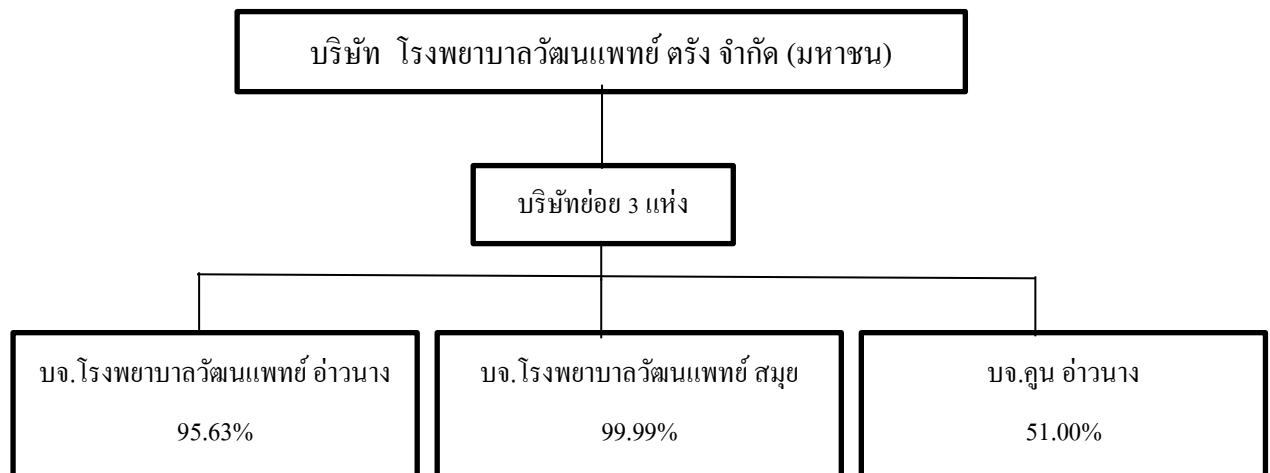 บริษัท โรงพยาบาลวัฒนแพทย์ ตรัง จำกัด (มหาชน)
บริษัทย่อย 3 แห่ง
บจ.โรงพยาบาลวัฒนแพทย์ อ่าวนาง
95.63%
บจ.โรงพยาบาลวัฒนแพทย์ สมุย
99.99%
บจ.คูน อ่าวนาง
51.00%